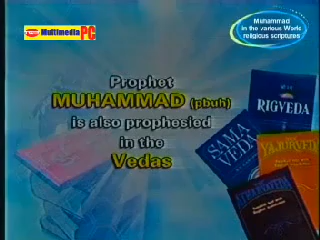 Multimedia PC
Muhammad
in the various World
religious scriptures
Prophet
MUHAMMAD (pbuh)
is also prophesied
in the
Vedas
RIGVEDA
SAMA
VEDA
YAJURVEDA